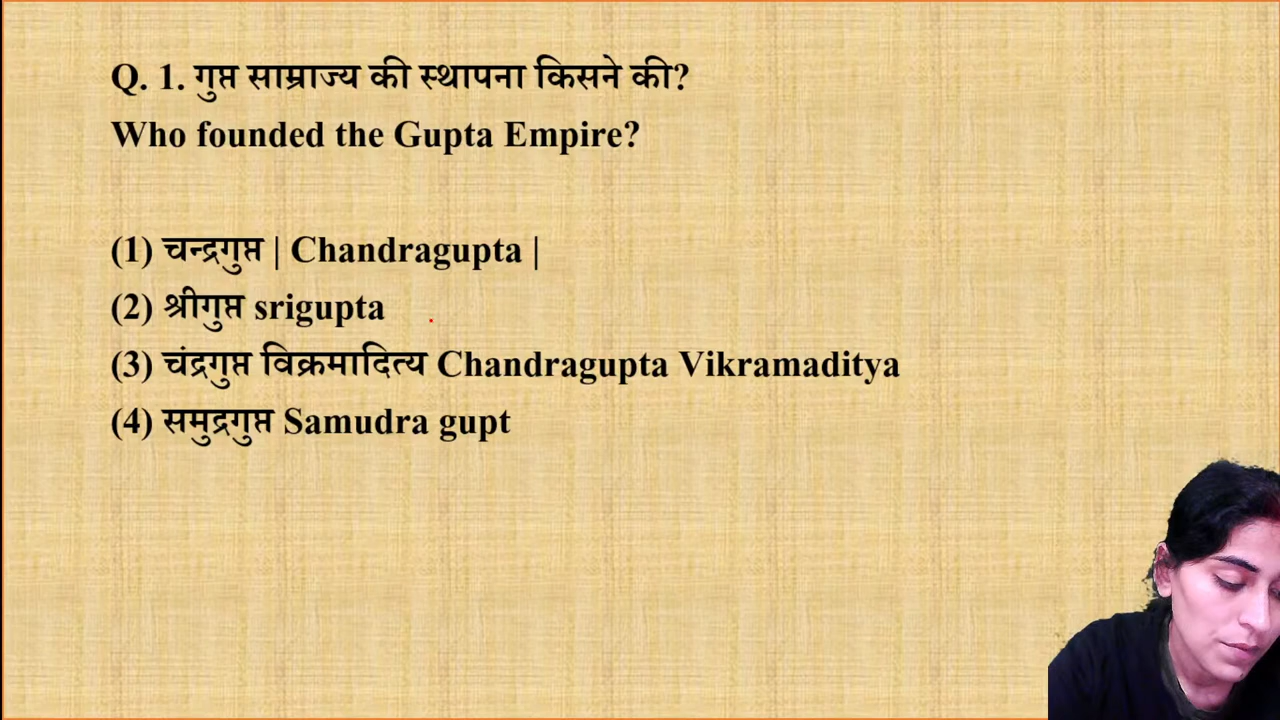 Q. 1. गुप्त साम्राज्य की स्थापना किसने की?
Who founded the Gupta Empire?
(1) चन्द्रगुप्त | Chandragupta |
(2) श्रीगुप्त srigupta
(3) चंद्रगुप्त विक्रमादित्य Chandragupta Vikramaditya
(4) समुद्रगुप्त Samudra gupt